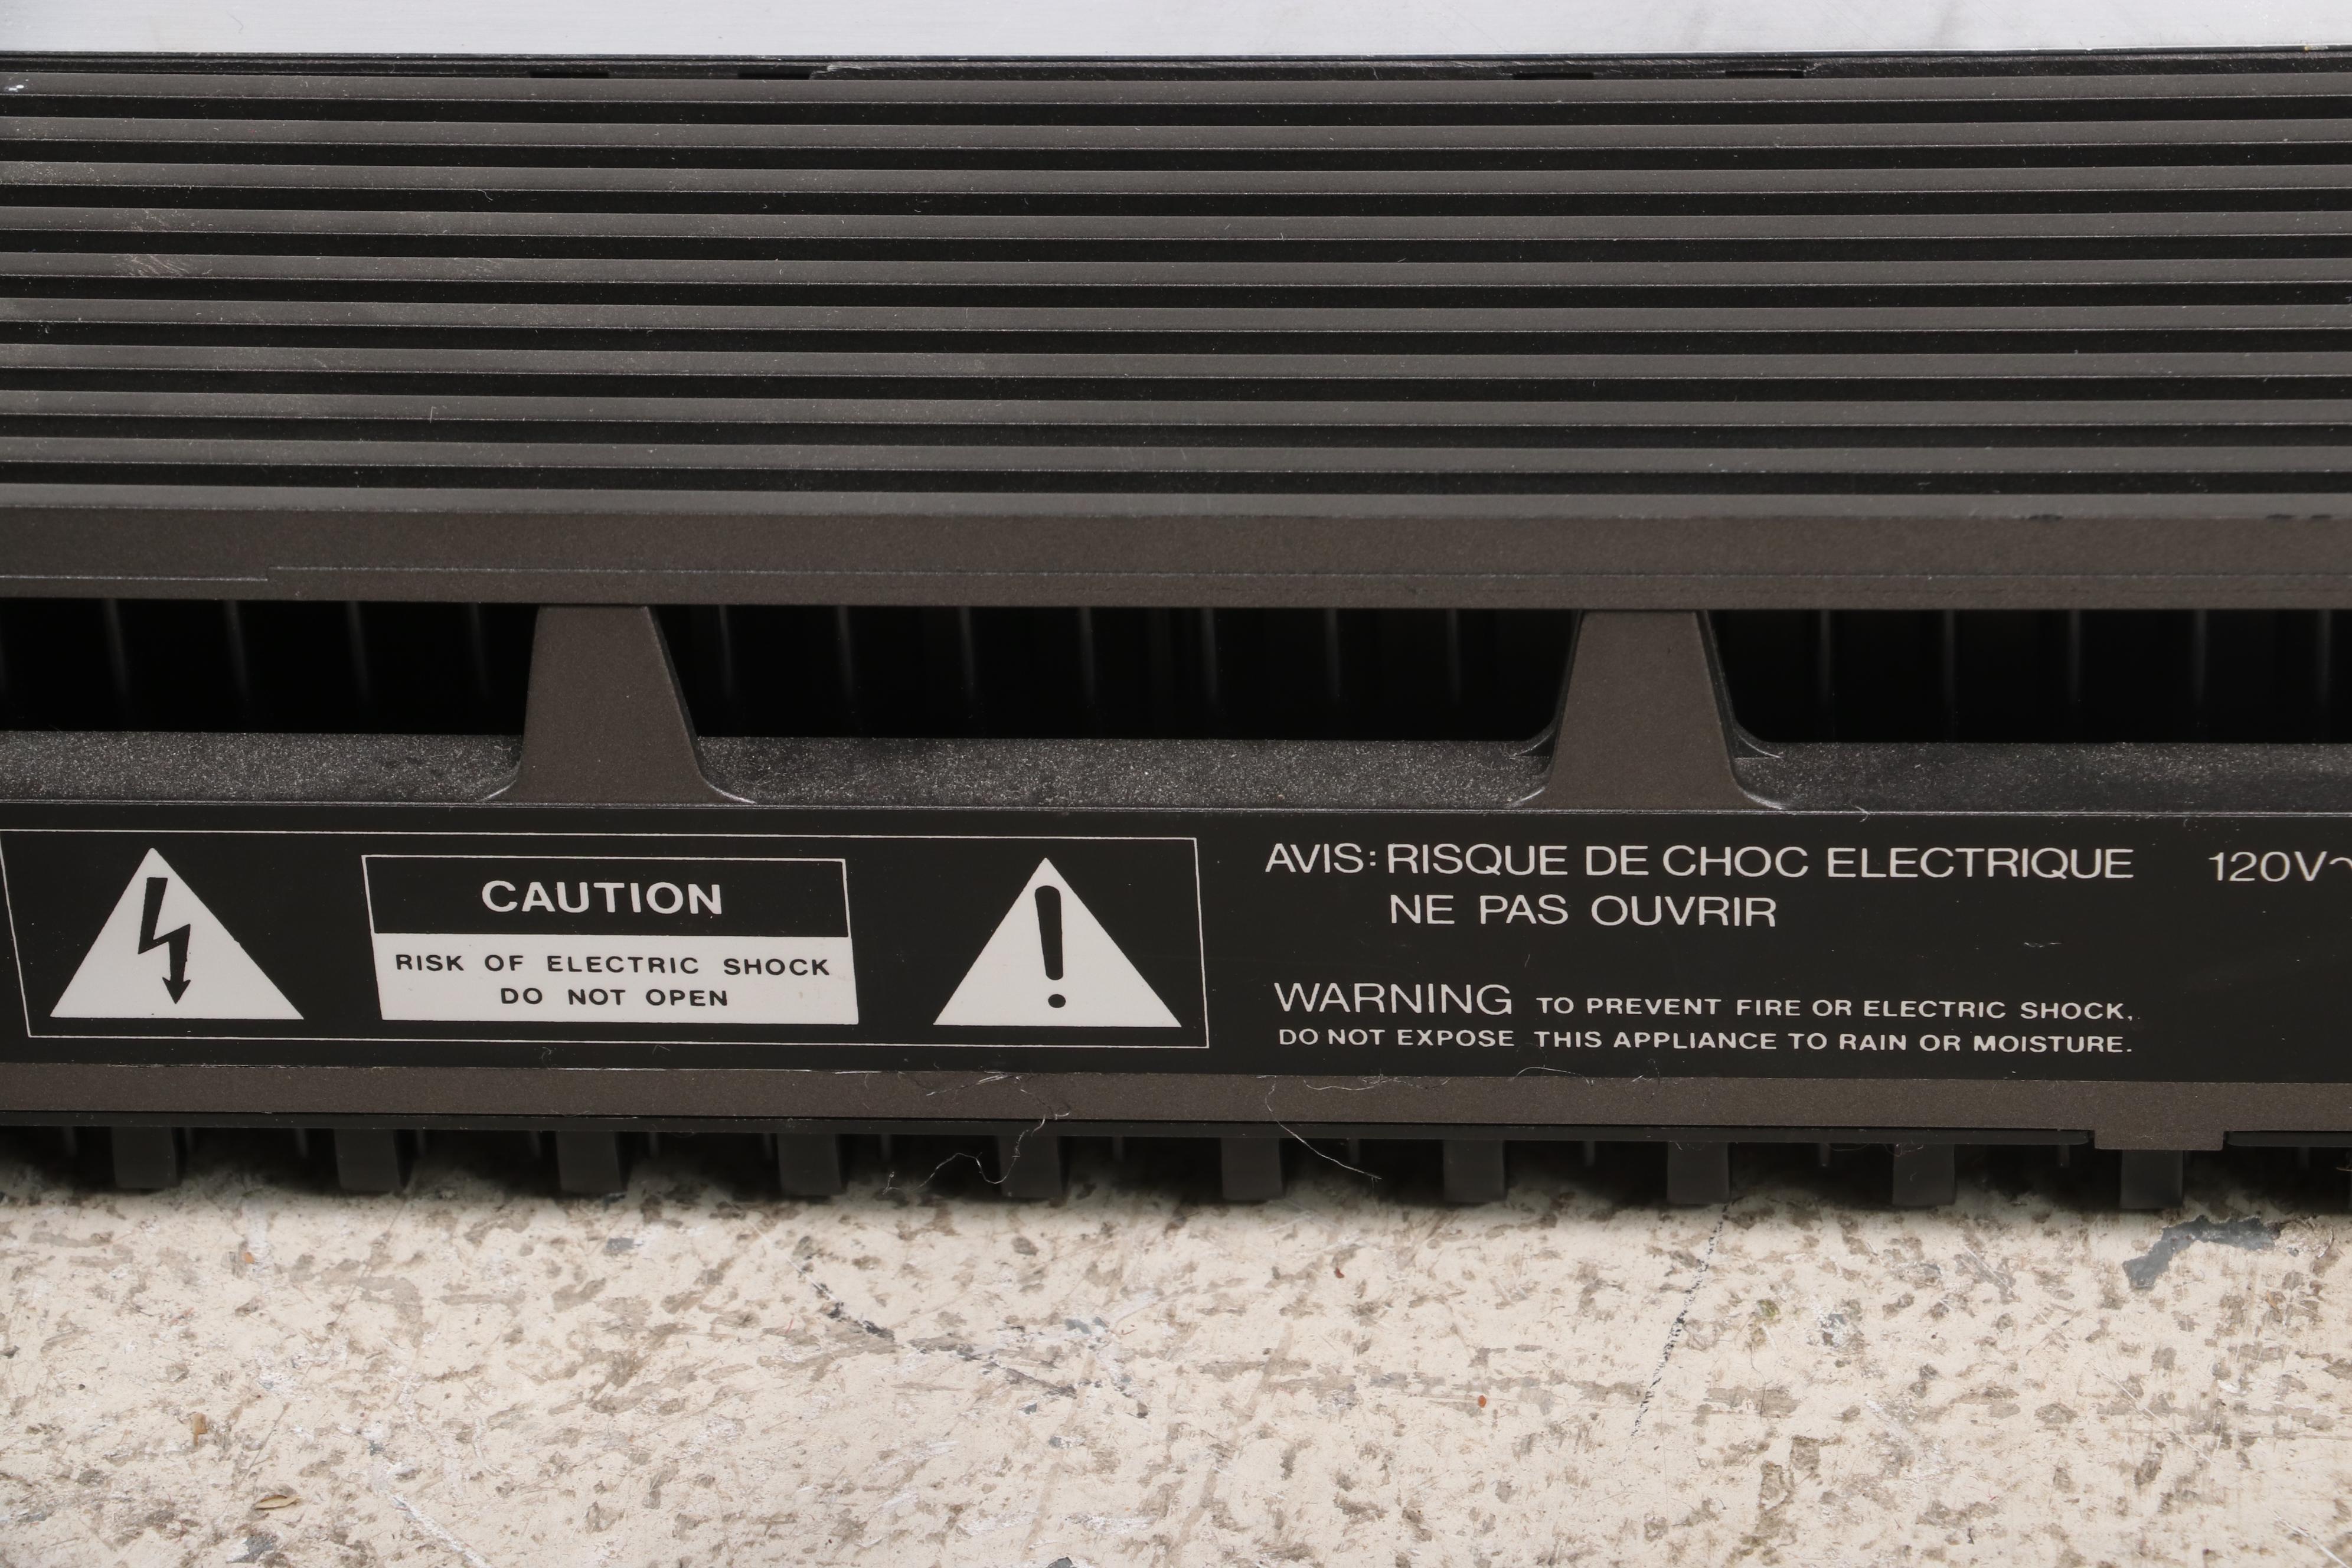 CAUTION
RISK OF ELECTRIC SHOCK
DO NOT OPEN
AVIS: RISQUE DE CHOC ELECTRIQUE
NE PAS OUVRIR
WARNING TO PREVENT FIRE OR ELECTRIC SHOCK,
DO NOT EXPOSE THIS APPLIANCE TO RAIN OR MOISTURE.
120V~